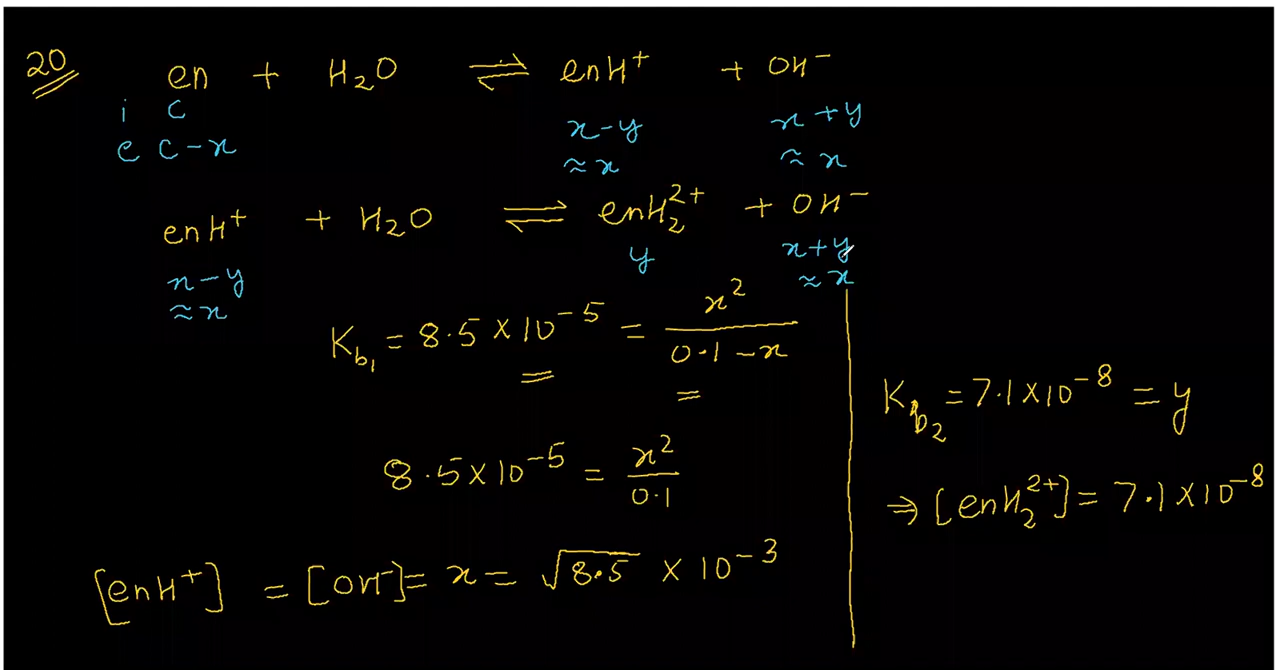 20 en + H₂O ⇌ enH⁺ + OH⁻
i C
e C-x x-y x+y
≈x ≈x
enH⁺ + H₂O ⇌ enH₂²⁺ + OH⁻
x-y y x+y
≈x ≈x
K_b₁ = 8.5 × 10⁻⁵ = x² / 0.1-x
8.5 × 10⁻⁵ = x² / 0.1
[enH⁺] = [OH⁻] = x = √8.5 × 10⁻³
K_b₂ = 7.1 × 10⁻⁸ = y
⇒ [enH₂²⁺] = 7.1 × 10⁻⁸